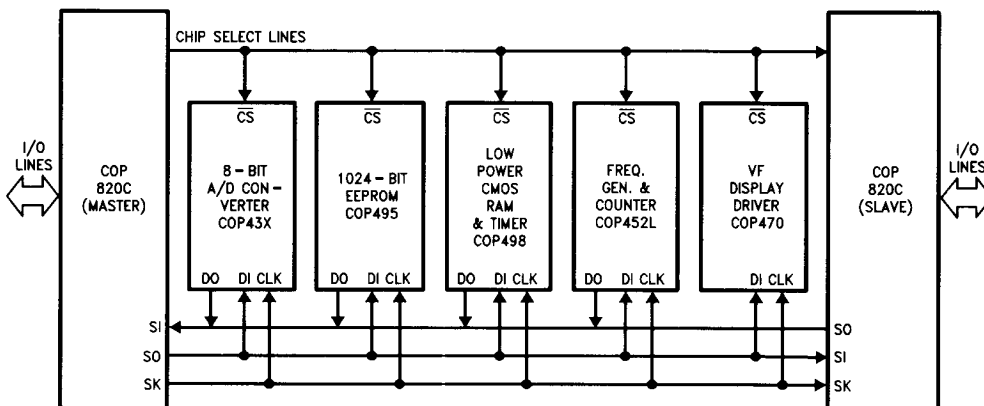 CHIP SELECT LINES
I/O
LINES
COP
820C
(MASTER)
CS
8-BIT
A/D CON-
VERTER
COP43X
DO DI CLK
CS
1024-BIT
EEPROM
COP495
DO DI CLK
CS
LOW
POWER
CMOS
RAM
& TIMER
COP498
DO DI CLK
CS
FREQ.
GEN. &
COUNTER
COP452L
DO DI CLK
CS
VF
DISPLAY
DRIVER
COP470
DI CLK
COP
820C
(SLAVE)
I/O
LINES
SI
SO
SO
SI
SK
SK